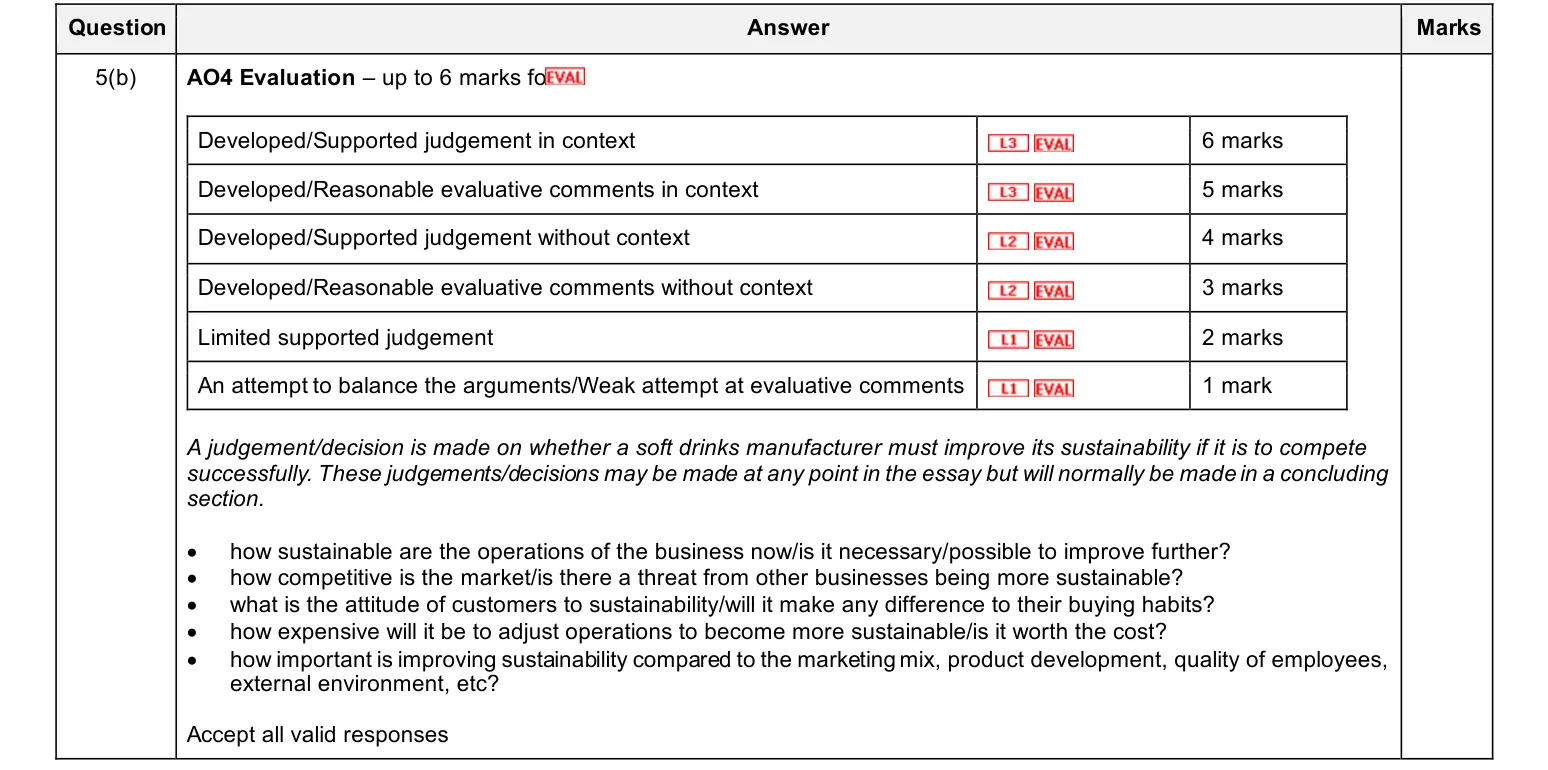 Question Answer Marks
5(b) AO4 Evaluation – up to 6 marks fo EVAL
Developed/Supported judgement in context L3 EVAL 6 marks
Developed/Reasonable evaluative comments in context L3 EVAL 5 marks
Developed/Supported judgement without context L2 EVAL 4 marks
Developed/Reasonable evaluative comments without context L2 EVAL 3 marks
Limited supported judgement L1 EVAL 2 marks
An attempt to balance the arguments/Weak attempt at evaluative comments L1 EVAL 1 mark
A judgement/decision is made on whether a soft drinks manufacturer must improve its sustainability if it is to compete
successfully. These judgements/decisions may be made at any point in the essay but will normally be made in a concluding
section.
• how sustainable are the operations of the business now/is it necessary/possible to improve further?
• how competitive is the market/is there a threat from other businesses being more sustainable?
• what is the attitude of customers to sustainability/will it make any difference to their buying habits?
• how expensive will it be to adjust operations to become more sustainable/is it worth the cost?
• how important is improving sustainability compared to the marketing mix, product development, quality of employees,
external environment, etc?
Accept all valid responses